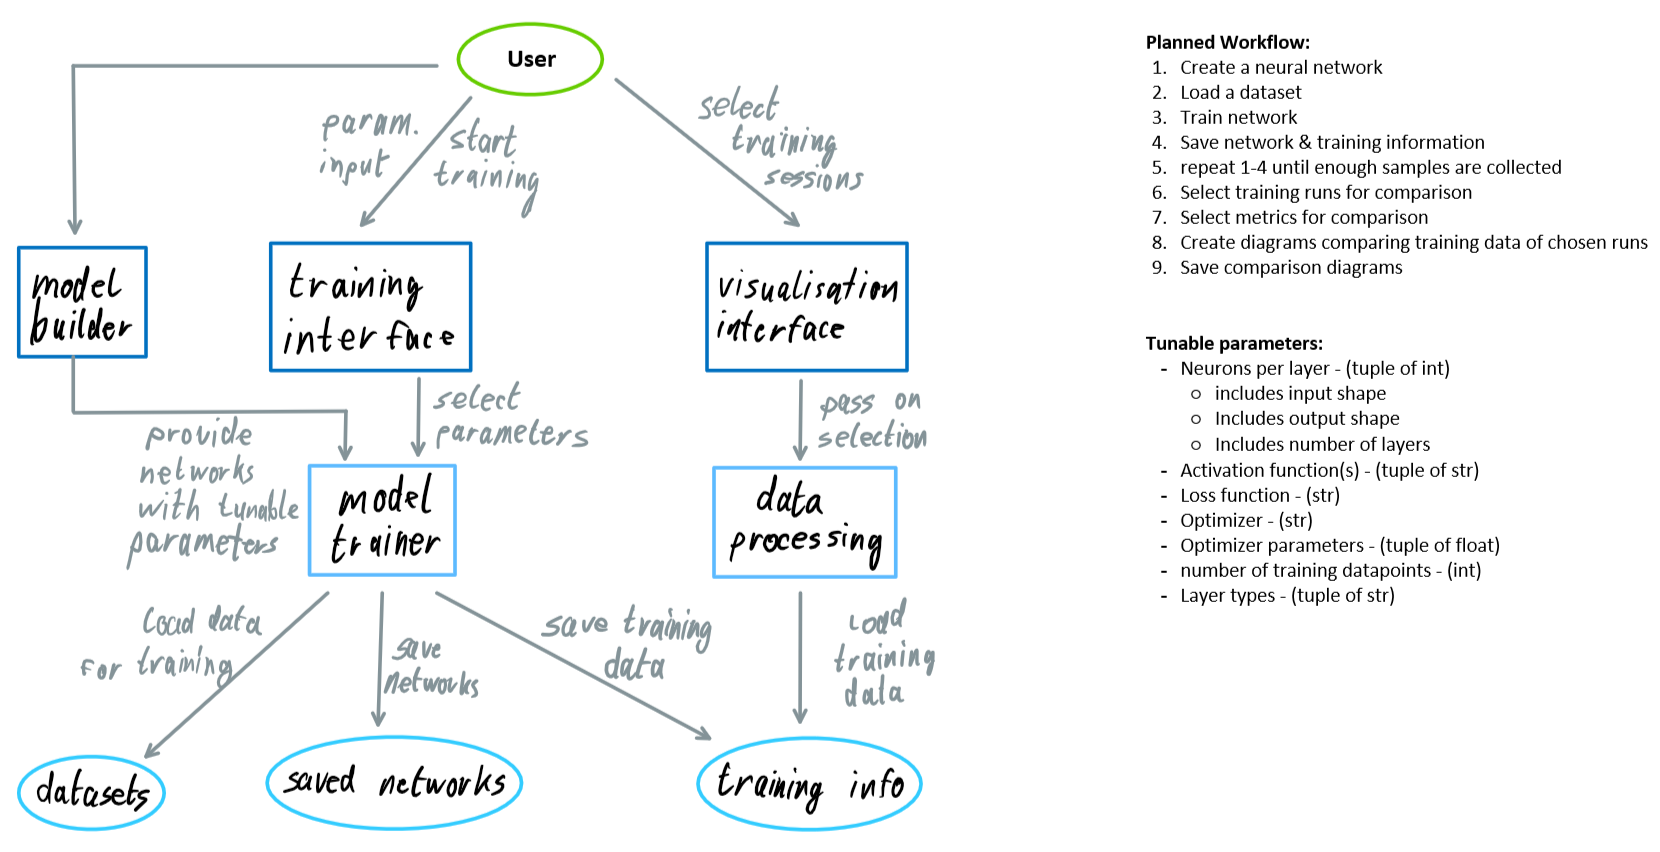 User
param.
input
start
training
select
training
sessions
model
builder
training
interface
visualisation
interface
provide
networks
with tunable
parameters
select
parameters
pass on
selection
model
trainer
data
processing
load data
for training
save
networks
save training
data
load
training
data
datasets
saved networks
training info
Planned Workflow:
1. Create a neural network
2. Load a dataset
3. Train network
4. Save network & training information
5. repeat 1-4 until enough samples are collected
6. Select training runs for comparison
7. Select metrics for comparison
8. Create diagrams comparing training data of chosen runs
9. Save comparison diagrams
Tunable parameters:
- Neurons per layer - (tuple of int)
○ includes input shape
○ Includes output shape
○ Includes number of layers
- Activation function(s) - (tuple of str)
- Loss function - (str)
- Optimizer - (str)
- Optimizer parameters - (tuple of float)
- number of training datapoints - (int)
- Layer types - (tuple of str)